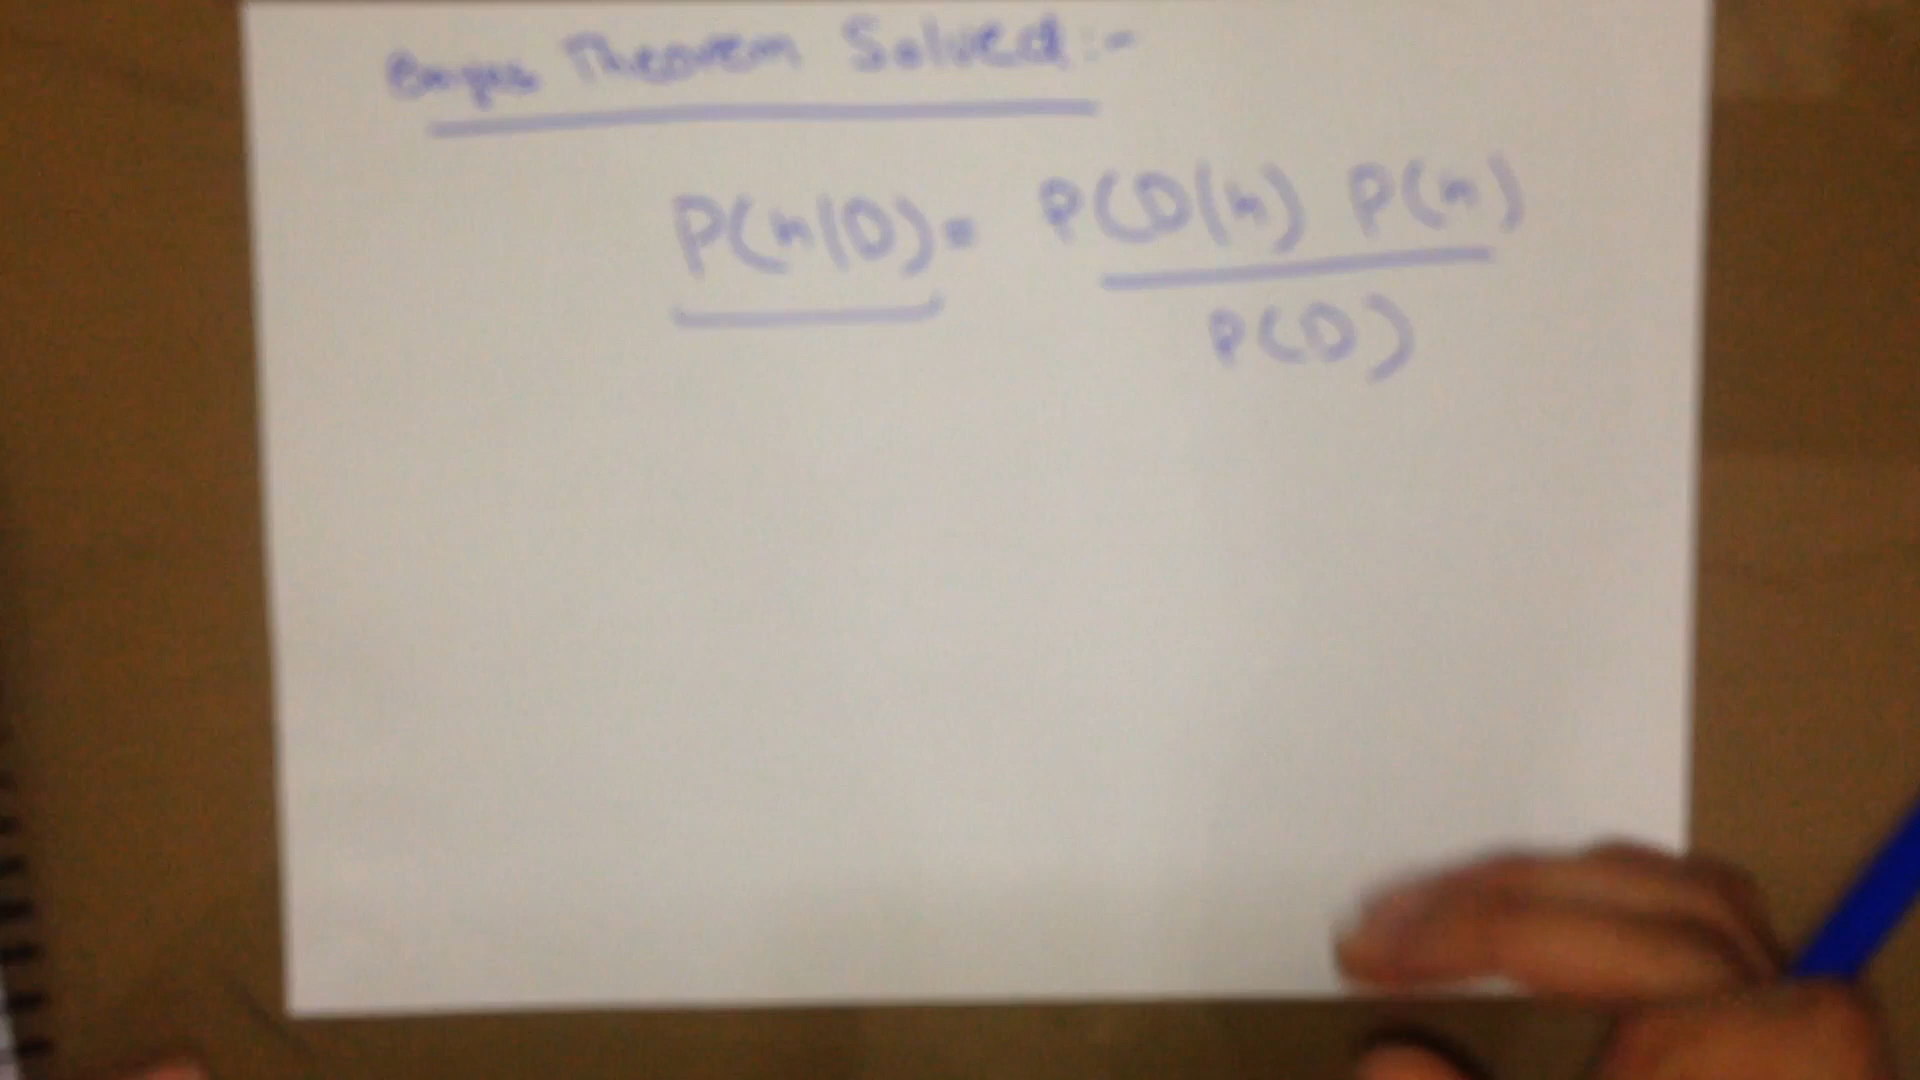 Bayes Theorem Solved :-
P(h|D) = P(D|h) P(h)
P(D)